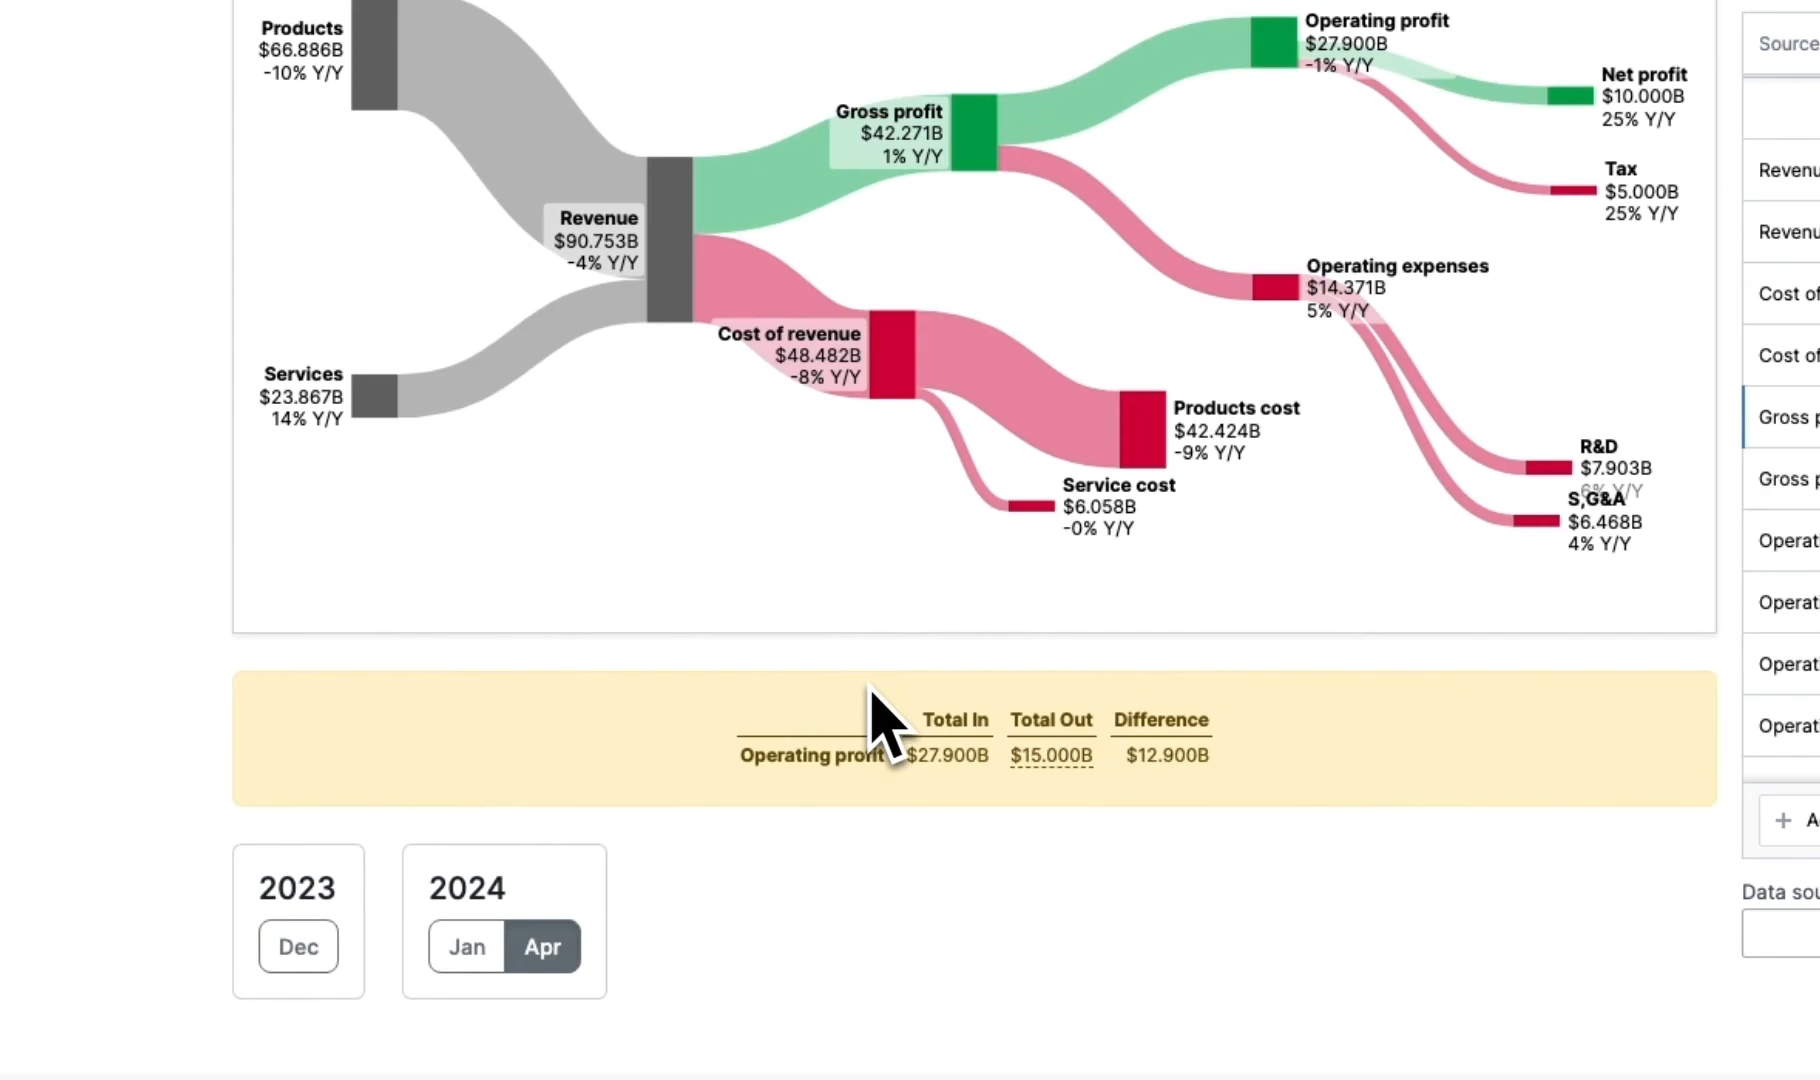 Products
$66.886B
-10% Y/Y
Revenue
$90.753B
-4% Y/Y
Services
$23.867B
14% Y/Y
Gross profit
$42.271B
1% Y/Y
Cost of revenue
$48.482B
-8% Y/Y
Operating profit
$27.900B
-1% Y/Y
Net profit
$10.000B
25% Y/Y
Tax
$5.000B
25% Y/Y
Operating expenses
$14.371B
5% Y/Y
Products cost
$42.424B
-9% Y/Y
Service cost
$6.058B
-0% Y/Y
R&D
$7.903B
6% Y/Y
S,G&A
$6.468B
4% Y/Y
Total In Total Out Difference
Operating profit $27.900B $15.000B $12.900B
2023
Dec
2024
Jan Apr
Source
Revenu
Revenu
Cost of
Cost of
Gross p
Gross p
Operat
Operat
Operat
Operat
+ A
Data sou